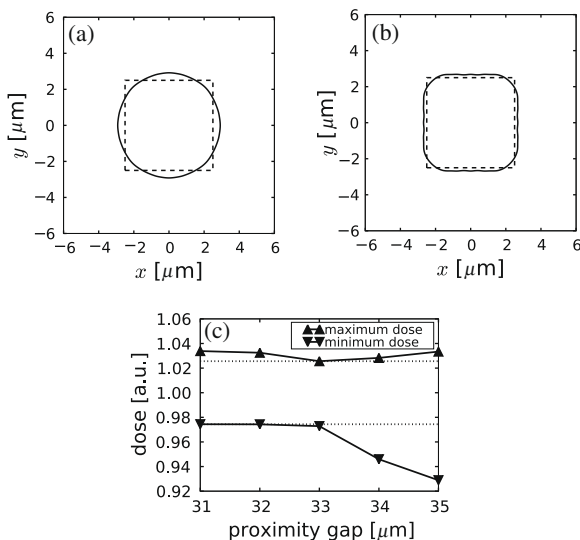 (a)
6
4
2
0
−2
−4
−6
y [μm]
−6 −4 −2 0 2 4 6
x [μm]
(b)
6
4
2
0
−2
−4
−6
y [μm]
−6 −4 −2 0 2 4 6
x [μm]
(c)
maximum dose
minimum dose
1.06
1.04
1.02
1.00
0.98
0.96
0.94
0.92
dose [a.u.]
31 32 33 34 35
proximity gap [μm]